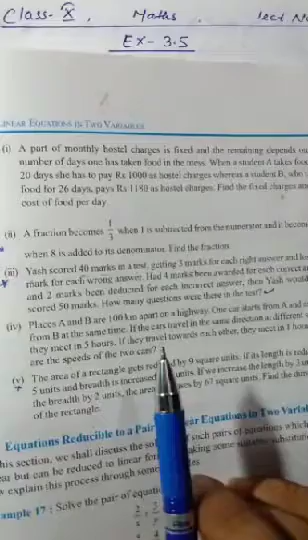 Class- X, Maths
EX- 3.5
LINEAR EQUATIONS IN TWO VARIABLES
(i) A part of monthly hostel charges is fixed and the remaining depends on
number of days one has taken food in the mess. When a student A takes food
20 days she has to pay Rs 1000 as hostel charges whereas a student B, who
food for 26 days, pays Rs 1180 as hostel charges. Find the fixed charges and
cost of food per day.
(ii) A fraction becomes 1/3 when 1 is subtracted from the numerator and it becomes
when 8 is added to its denominator. Find the fraction.
(iii) Yash scored 40 marks in a test, getting 3 marks for each right answer and
mark for each wrong answer. Had 4 marks been awarded for each correct
and 2 marks been deducted for each incorrect answer, then Yash would
scored 50 marks. How many questions were there in the test?
(iv) Places A and B are 100 km apart on a highway. One car starts from A and
from B at the same time. If the cars travel in the same direction at different
they meet in 5 hours. If they travel towards each other, they meet in 1 hour
are the speeds of the two cars?
(v) The area of a rectangle gets reduced by 9 square units, if its length is
5 units and breadth is increased units. If we increase the length by 3
the breadth by 2 units, the area by 67 square units. Find the
of the rectangle.
Equations Reducible to a Pair Linear Equations in Two
this section, we shall discuss the such pairs of equations which
but can be reduced to linear making some suitable
explain this process through some
Example 17 : Solve the pair of